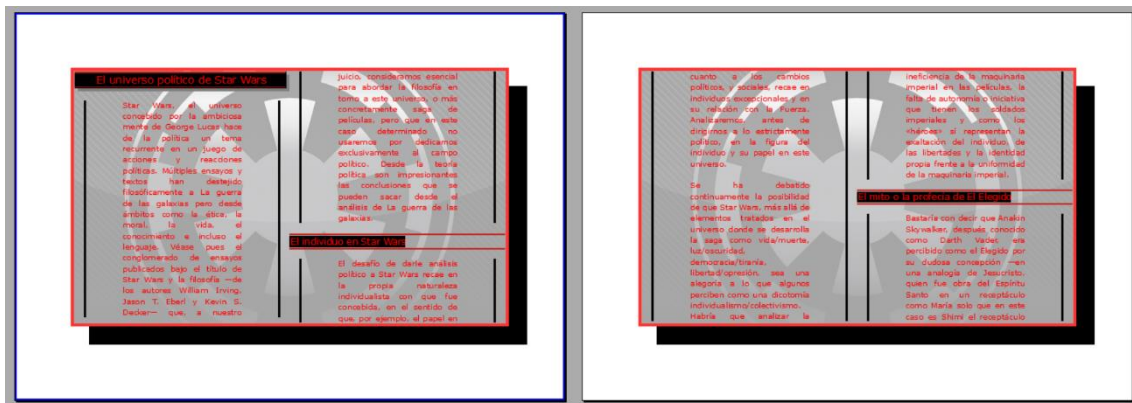 El universo político de Star Wars
Star Wars, el universo
concebido por la ambiciosa
mente de George Lucas hace
de la política un tema
recurrente en un juego de
acciones y reacciones
políticas. Múltiples ensayos y
textos han destejido
filosóficamente a La guerra
de las galaxias pero desde
ámbitos como la ética, la
moral, la vida, el
conocimiento e incluso el
lenguaje. Véase pues el
conglomerado de ensayos
publicados bajo el título de
Star Wars y la filosofía —de
los autores William Irving,
Jason T. Eberl y Kevin S.
Decker— que, a nuestro
juicio, consideramos esencial
para abordar la filosofía en
torno a este universo, o más
concretamente saga de
películas, pero que en este
caso determinado no
usaremos por dedicarnos
exclusivamente al campo
político. Desde la teoría
política son impresionantes
las conclusiones que se
pueden sacar desde el
análisis de La guerra de las
galaxias.
El individuo en Star Wars
El desafío de darle análisis
político a Star Wars recae en
la propia naturaleza
individualista con que fue
concebida, en el sentido de
que, por ejemplo, el papel en
cuanto a los cambios
políticos, y sociales, recae en
individuos excepcionales y en
su relación con la Fuerza.
Analizaremos, antes de
dirigirnos a lo estrictamente
político, en la figura del
individuo y su papel en este
universo.
Se ha debatido
continuamente la posibilidad
de que Star Wars, más allá de
elementos tratados en el
universo donde se desarrolla
la saga como vida/muerte,
luz/oscuridad,
democracia/tiranía,
libertad/opresión, sea una
alegoría a lo que algunos
perciben como una dicotomía
individualismo/colectivismo.
Habría que analizar la
ineficiencia de la maquinaria
imperial en las películas, la
falta de autonomía o iniciativa
que tienen los soldados
imperiales y como los
«héroes» sí representan la
exaltación del individuo, de
las libertades y la identidad
propia frente a la uniformidad
de la maquinaria imperial.
El mito o la profecía de El Elegido
Bastaría con decir que Anakin
Skywalker, después conocido
como Darth Vader, era
percibido como el Elegido por
su dudosa concepción —en
una analogía de Jesucristo,
quien fue obra del Espíritu
Santo en un receptáculo
como María solo que en este
caso es Shimi el receptáculo